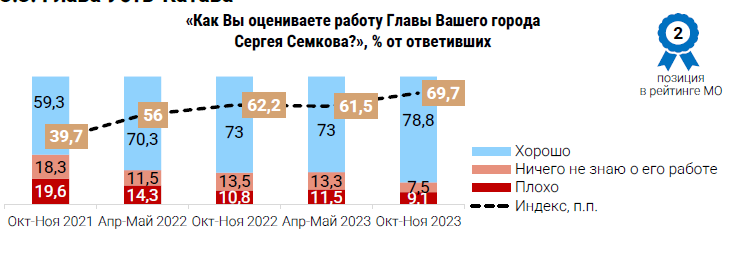 «Как Вы оцениваете работу Главы Вашего города
Сергея Семкова?», % от ответивших
2
позиция
в рейтинге МО
59,3
39,7
18,3
19,6
56
70,3
11,5
14,3
62,2
73
13,5
10,8
61,5
73
13,3
11,5
69,7
78,8
7,5
9,1
Хорошо
Ничего не знаю о его работе
Плохо
Индекс, п.п.
Окт-Ноя 2021 Апр-Май 2022 Окт-Ноя 2022 Апр-Май 2023 Окт-Ноя 2023